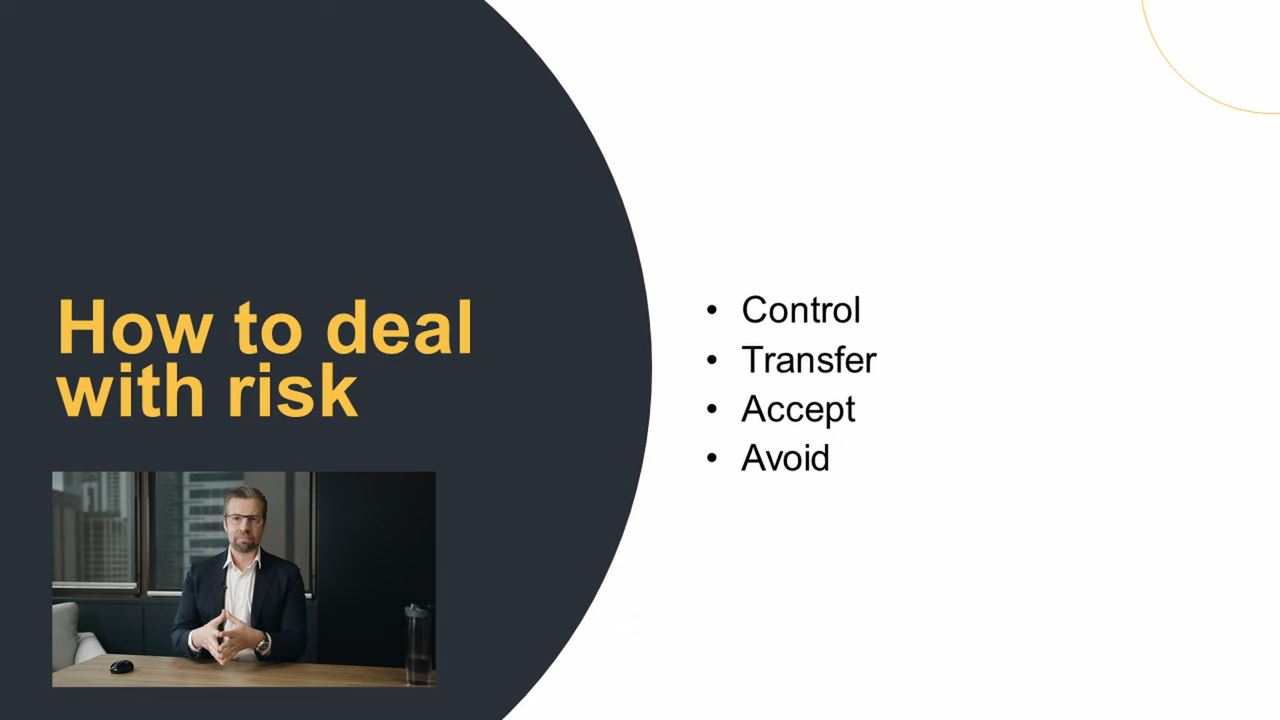 How to deal
with risk
• Control
• Transfer
• Accept
• Avoid